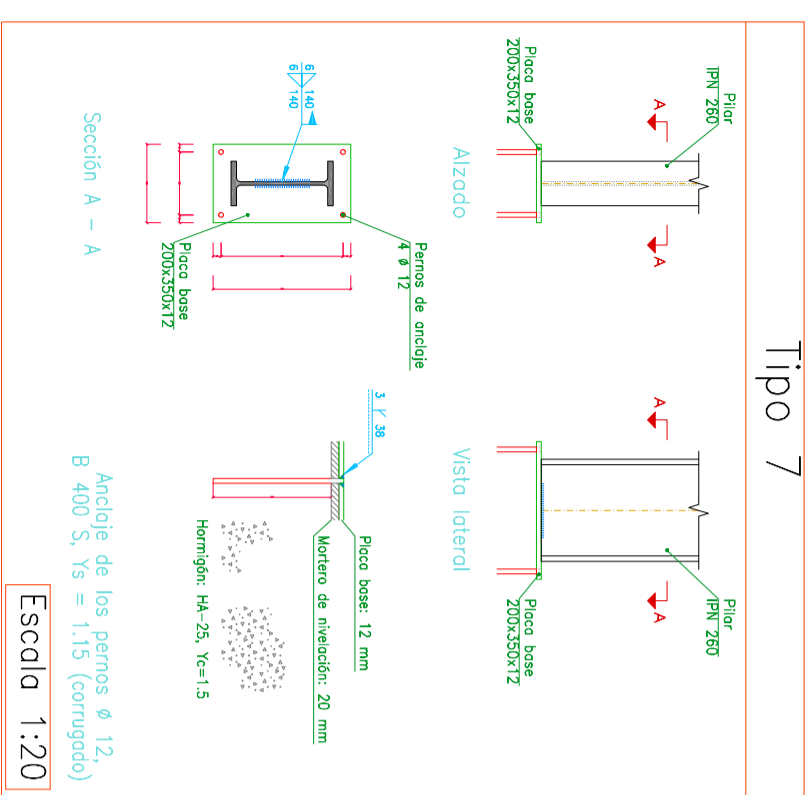 Tipo 7
Pilar
IPN 260
A
A
Placa base
200x350x12
Alzado
Pilar
IPN 260
A
A
Placa base
200x350x12
Vista lateral
6
6
140
140
Pernos de anclaje
4 ø 12
Placa base
200x350x12
Sección A - A
3
38
Placa base: 12 mm
Mortero de nivelación: 20 mm
Hormigón: HA-25, Yc=1.5
Anclaje de los pernos ø 12,
B 400 S, Ys = 1.15 (corrugado)
Escala 1:20